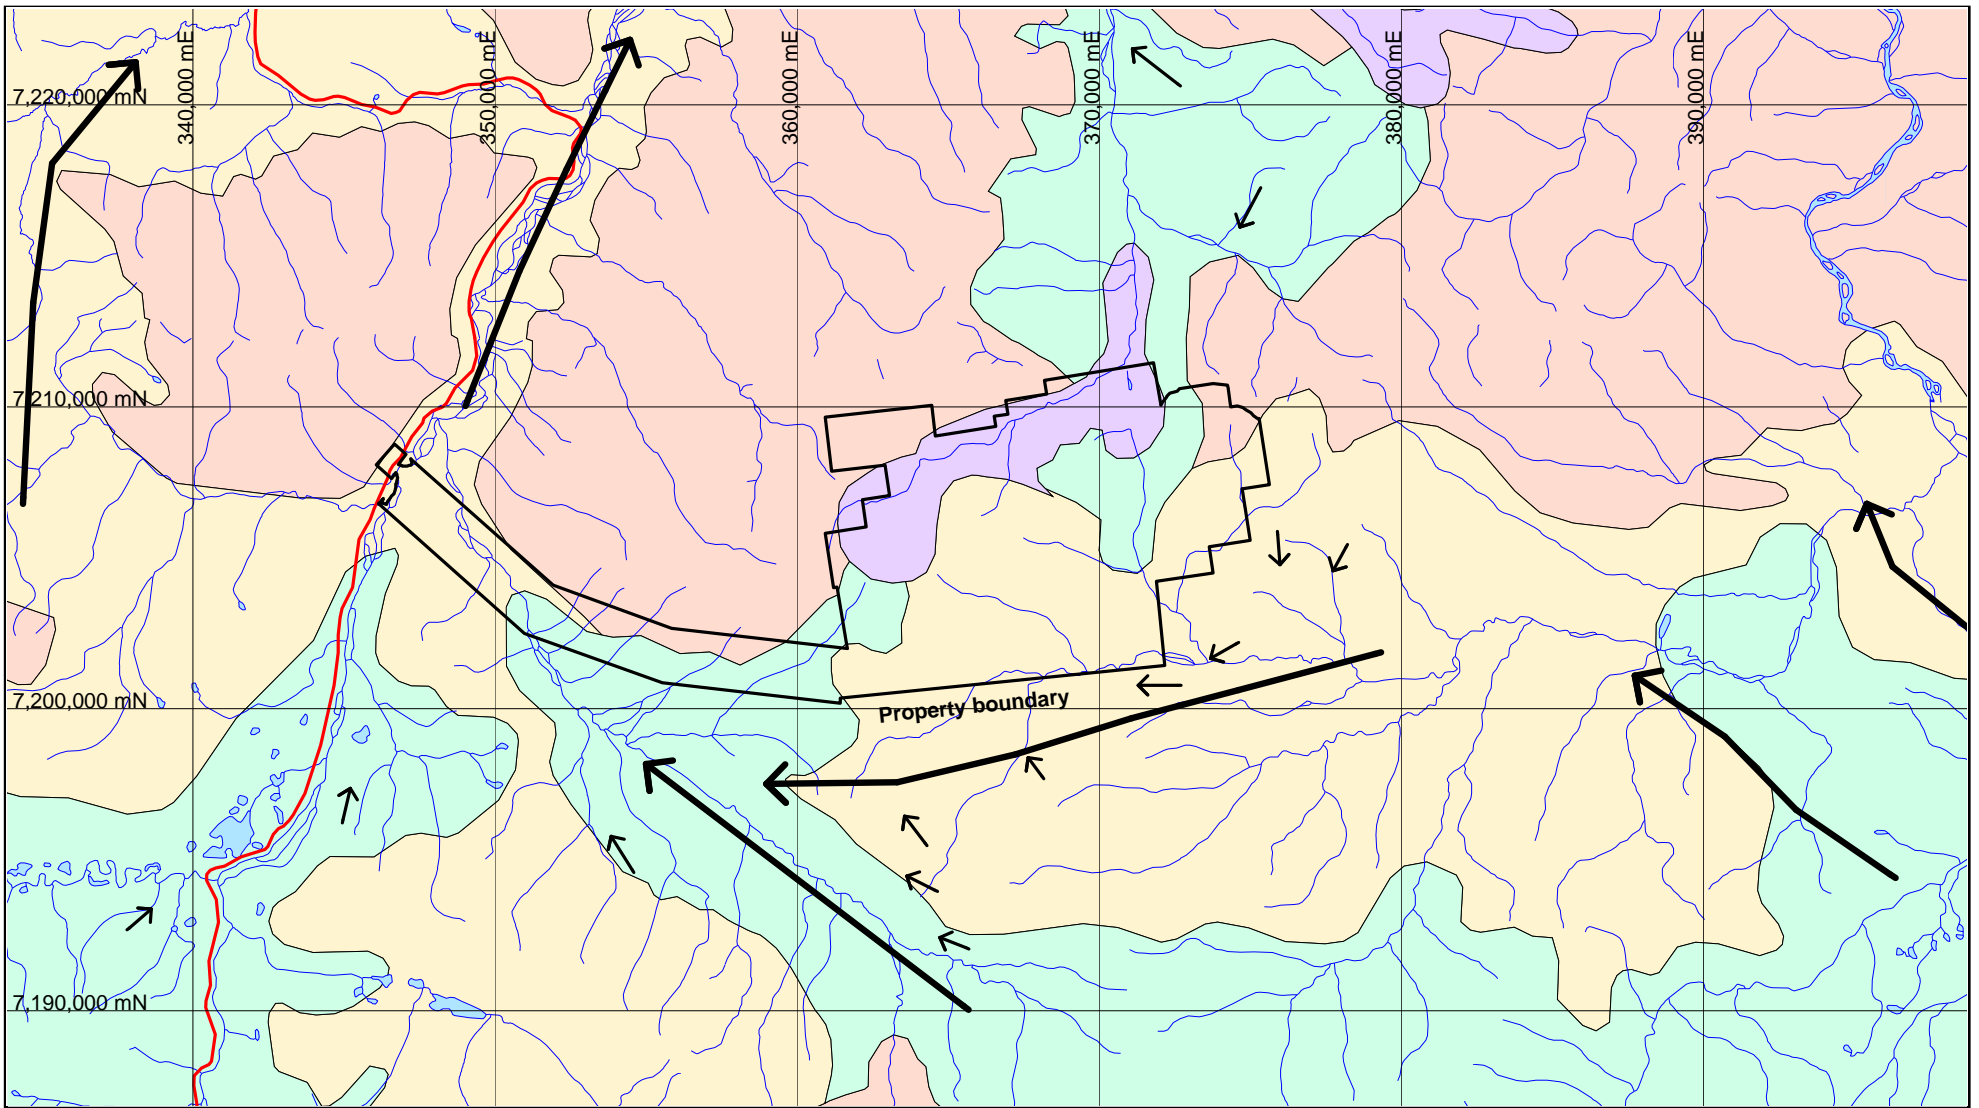 340,000 mE
350,000 mE
360,000 mE
370,000 mE
380,000 mE
390,000 mE
7,220,000 mN
7,210,000 mN
7,200,000 mN
Property boundary
7,190,000 mN